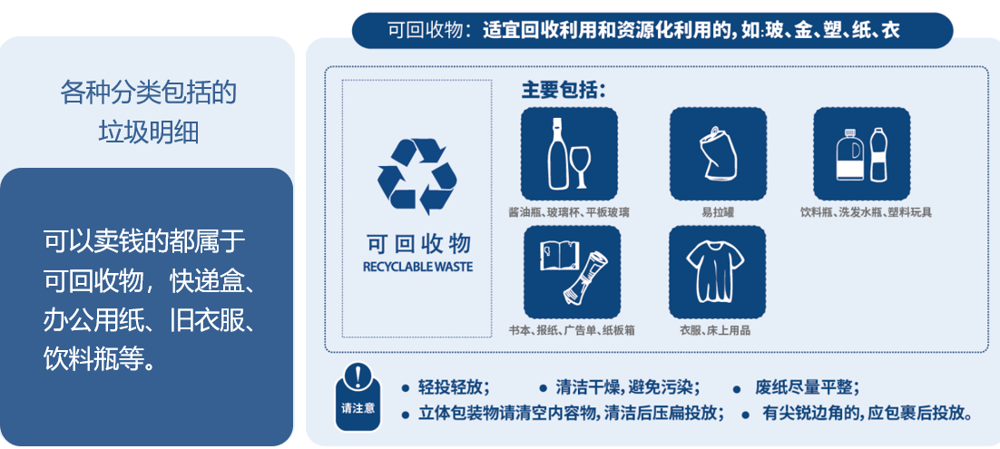 各种分类包括的
垃圾明细
可以卖钱的都属于
可回收物，快递盒、
办公用纸、旧衣服、
饮料瓶等。
可回收物：适宜回收利用和资源化利用的，如:玻、金、塑、纸、衣
可回收物
RECYCLABLE WASTE
主要包括：
酱油瓶、玻璃杯、平板玻璃
易拉罐
饮料瓶、洗发水瓶、塑料玩具
书本、报纸、广告单、纸板箱
衣服、床上用品
!
请注意
● 轻投轻放；
● 清洁干燥，避免污染；
● 废纸尽量平整；
● 立体包装物请清空内容物，清洁后压扁投放；
● 有尖锐边角的，应包裹后投放。